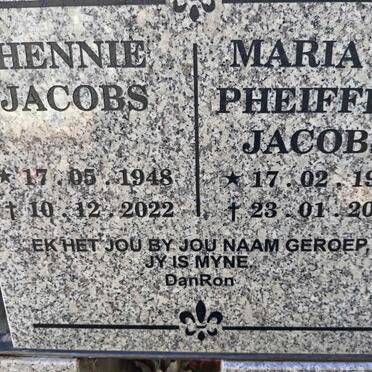 HENNIE
JACOBS
★ 17.05.1948
† 10.12.2022
MARIA
PHEIFF
JACOBS
★ 17.02.19
† 23.01.20
EK HET JOU BY JOU NAAM GEROEP
JY IS MYNE.
DanRon